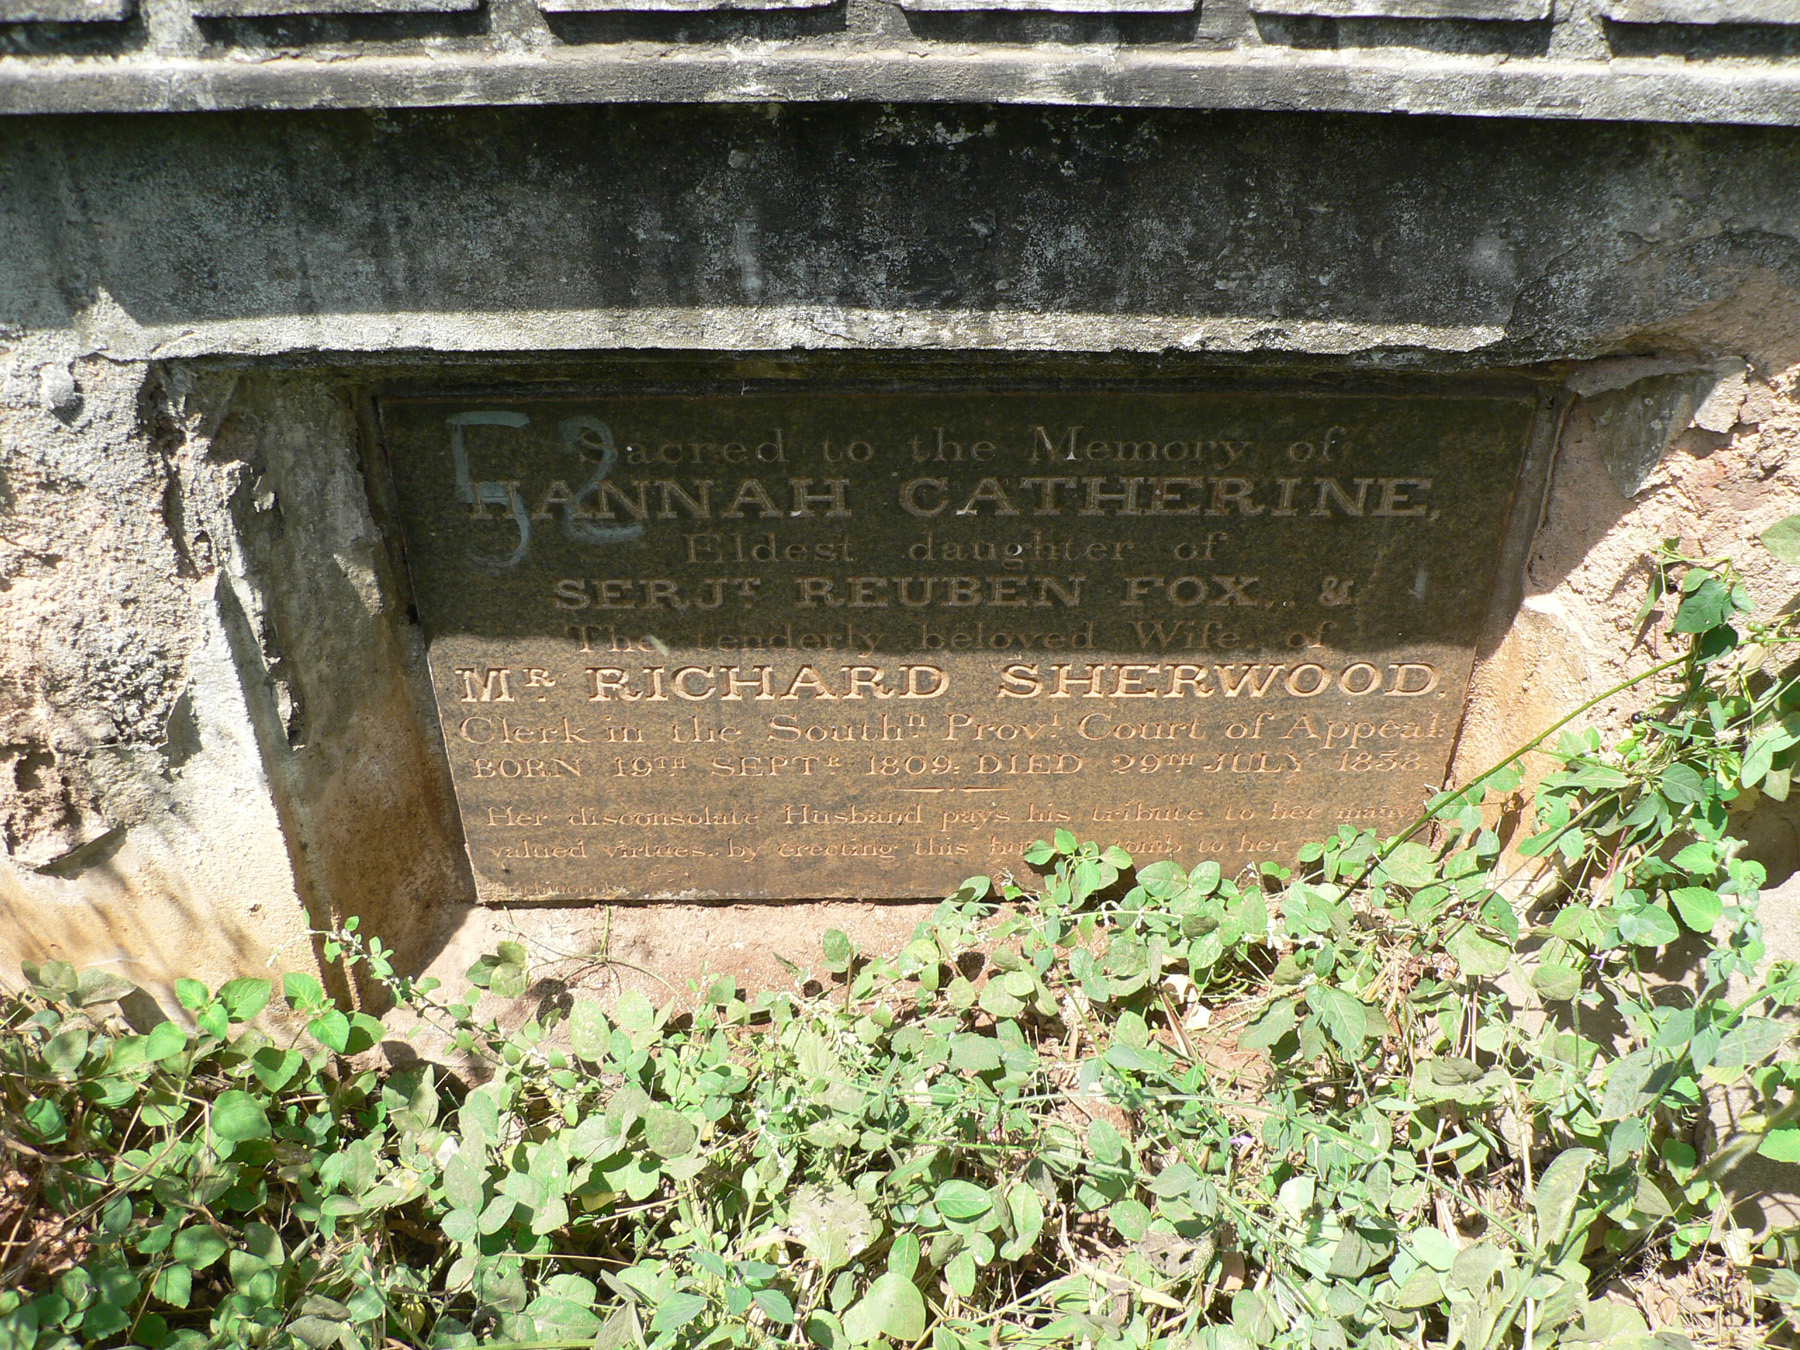 52
Sacred to the Memory of
HANNAH CATHERINE,
Eldest daughter of
SERJT. REUBEN FOX, &
The tenderly beloved Wife, of
MR. RICHARD SHERWOOD.
Clerk in the Southn. Provl. Court of Appeal:
BORN 19TH SEPTR. 1809: DIED 29TH JULY 1838.
Her disconsolate Husband pays his tribute to her many
valued virtues, by erecting this tomb to her
Trichinopoly